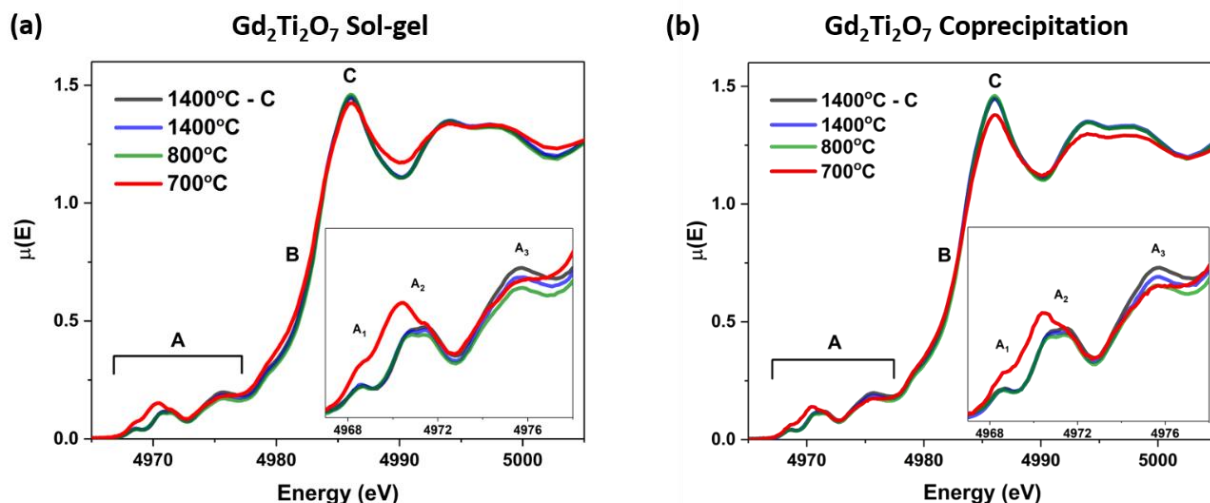 (a)
Gd₂Ti₂O₇ Sol-gel
1400°C - C
1400°C
800°C
700°C
A
B
C
A₁
A₂
A₃
4968
4972
4976
μ(E)
0.0
0.5
1.0
1.5
4970
4980
4990
5000
Energy (eV)
(b)
Gd₂Ti₂O₇ Coprecipitation
1400°C - C
1400°C
800°C
700°C
A
B
C
A₁
A₂
A₃
4968
4972
4976
μ(E)
0.0
0.5
1.0
1.5
4970
4980
4990
5000
Energy (eV)